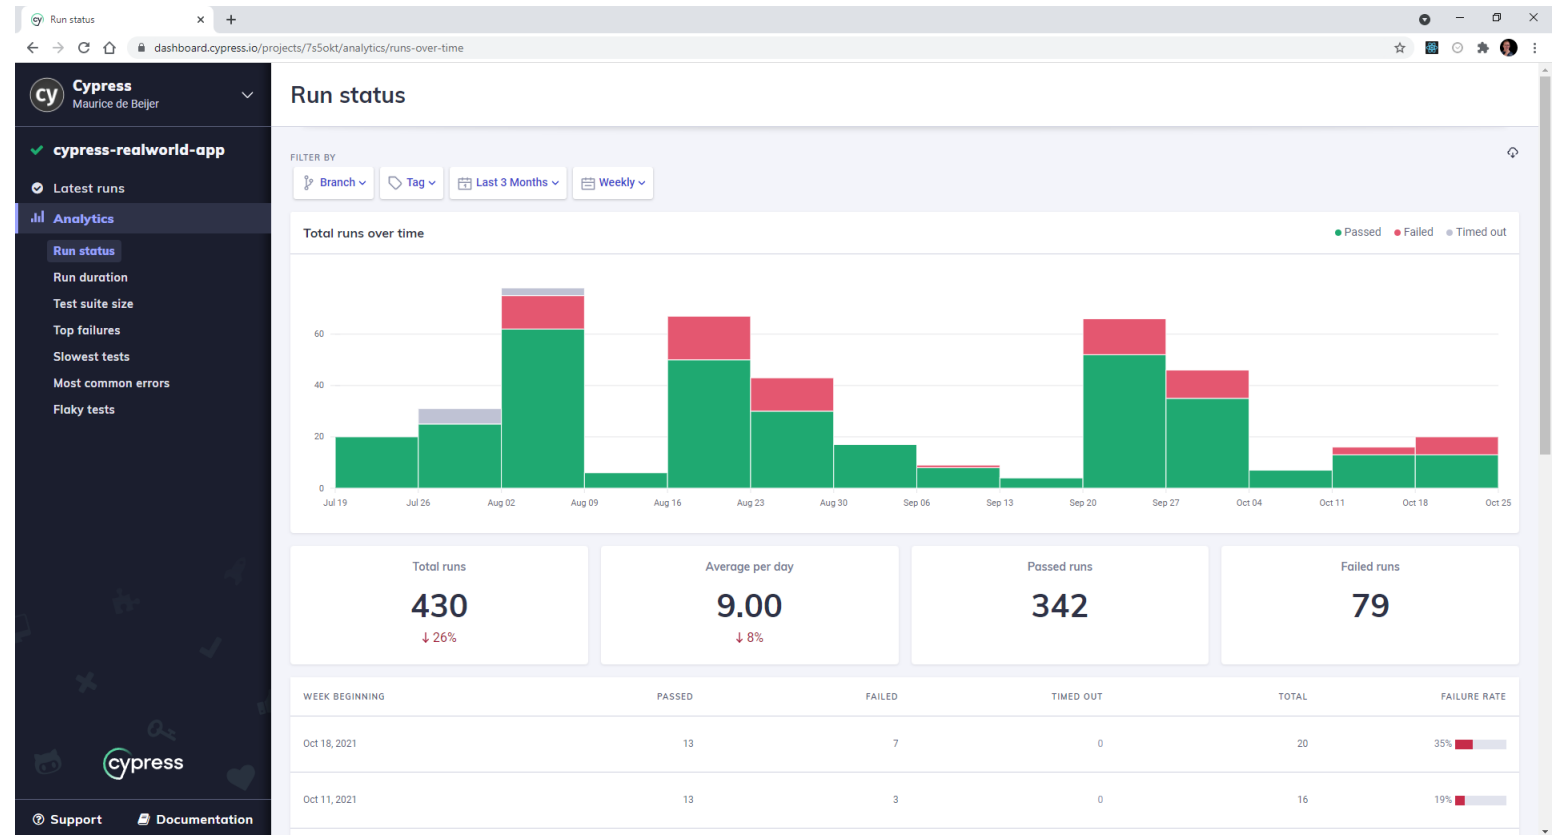 Run status
dashboard.cypress.io/projects/7s5okt/analytics/runs-over-time
cy
Cypress
Maurice de Beijer
cypress-realworld-app
Latest runs
Analytics
Run status
Run duration
Test suite size
Top failures
Slowest tests
Most common errors
Flaky tests
cypress
Support Documentation
Run status
FILTER BY
Branch Tag Last 3 Months Weekly
Total runs over time Passed Failed Timed out
60
40
20
0
Jul 19 Jul 26 Aug 02 Aug 09 Aug 16 Aug 23 Aug 30 Sep 06 Sep 13 Sep 20 Sep 27 Oct 04 Oct 11 Oct 18 Oct 25
Total runs Average per day Passed runs Failed runs
430 9.00 342 79
↓ 26% ↓ 8%
WEEK BEGINNING PASSED FAILED TIMED OUT TOTAL FAILURE RATE
Oct 18, 2021 13 7 0 20 35%
Oct 11, 2021 13 3 0 16 19%